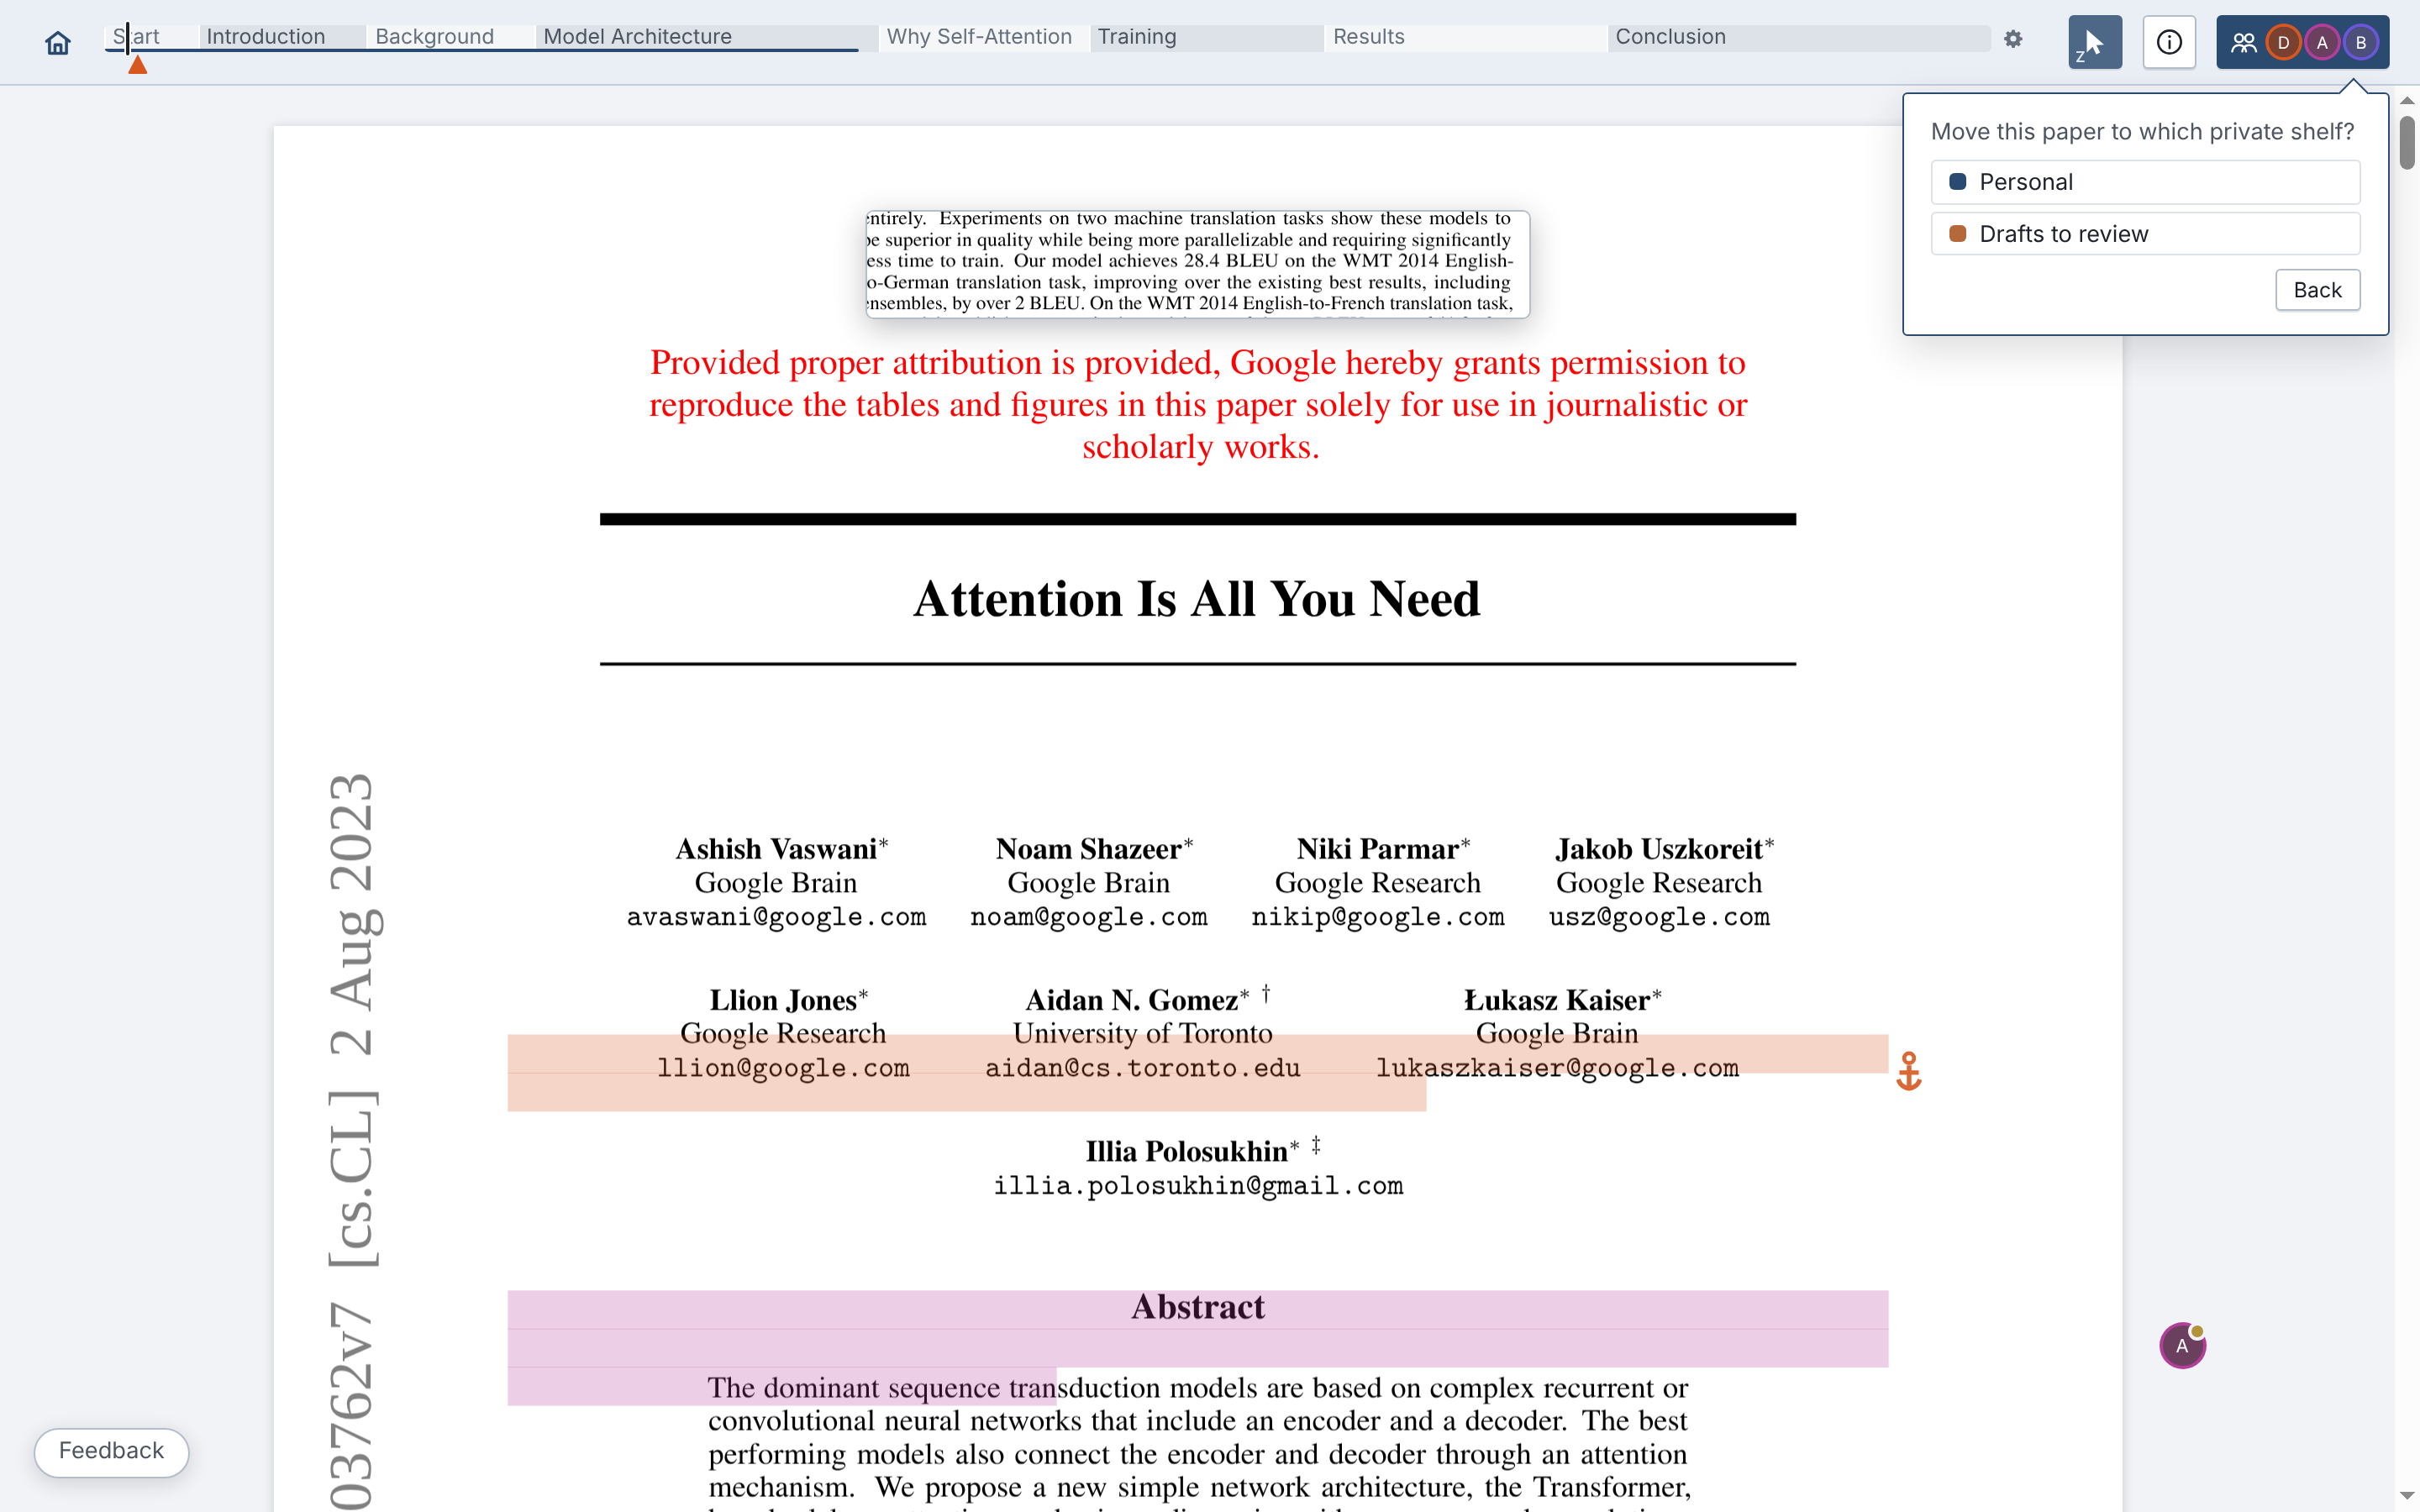 Start
Introduction
Background
Model Architecture
Why Self-Attention
Training
Results
Conclusion
Z
D
A
B
Move this paper to which private shelf?
Personal
Drafts to review
Back
entirely. Experiments on two machine translation tasks show these models to
be superior in quality while being more parallelizable and requiring significantly
ess time to train. Our model achieves 28.4 BLEU on the WMT 2014 English-
o-German translation task, improving over the existing best results, including
ensembles, by over 2 BLEU. On the WMT 2014 English-to-French translation task,
Provided proper attribution is provided, Google hereby grants permission to
reproduce the tables and figures in this paper solely for use in journalistic or
scholarly works.
Attention Is All You Need
Ashish Vaswani*
Google Brain
avaswani@google.com
Noam Shazeer*
Google Brain
noam@google.com
Niki Parmar*
Google Research
nikip@google.com
Jakob Uszkoreit*
Google Research
usz@google.com
Llion Jones*
Google Research
llion@google.com
Aidan N. Gomez* †
University of Toronto
aidan@cs.toronto.edu
Łukasz Kaiser*
Google Brain
lukaszkaiser@google.com
Illia Polosukhin* ‡
illia.polosukhin@gmail.com
03762v7 [cs.CL] 2 Aug 2023
Abstract
The dominant sequence transduction models are based on complex recurrent or
convolutional neural networks that include an encoder and a decoder. The best
performing models also connect the encoder and decoder through an attention
mechanism. We propose a new simple network architecture, the Transformer,
A
Feedback